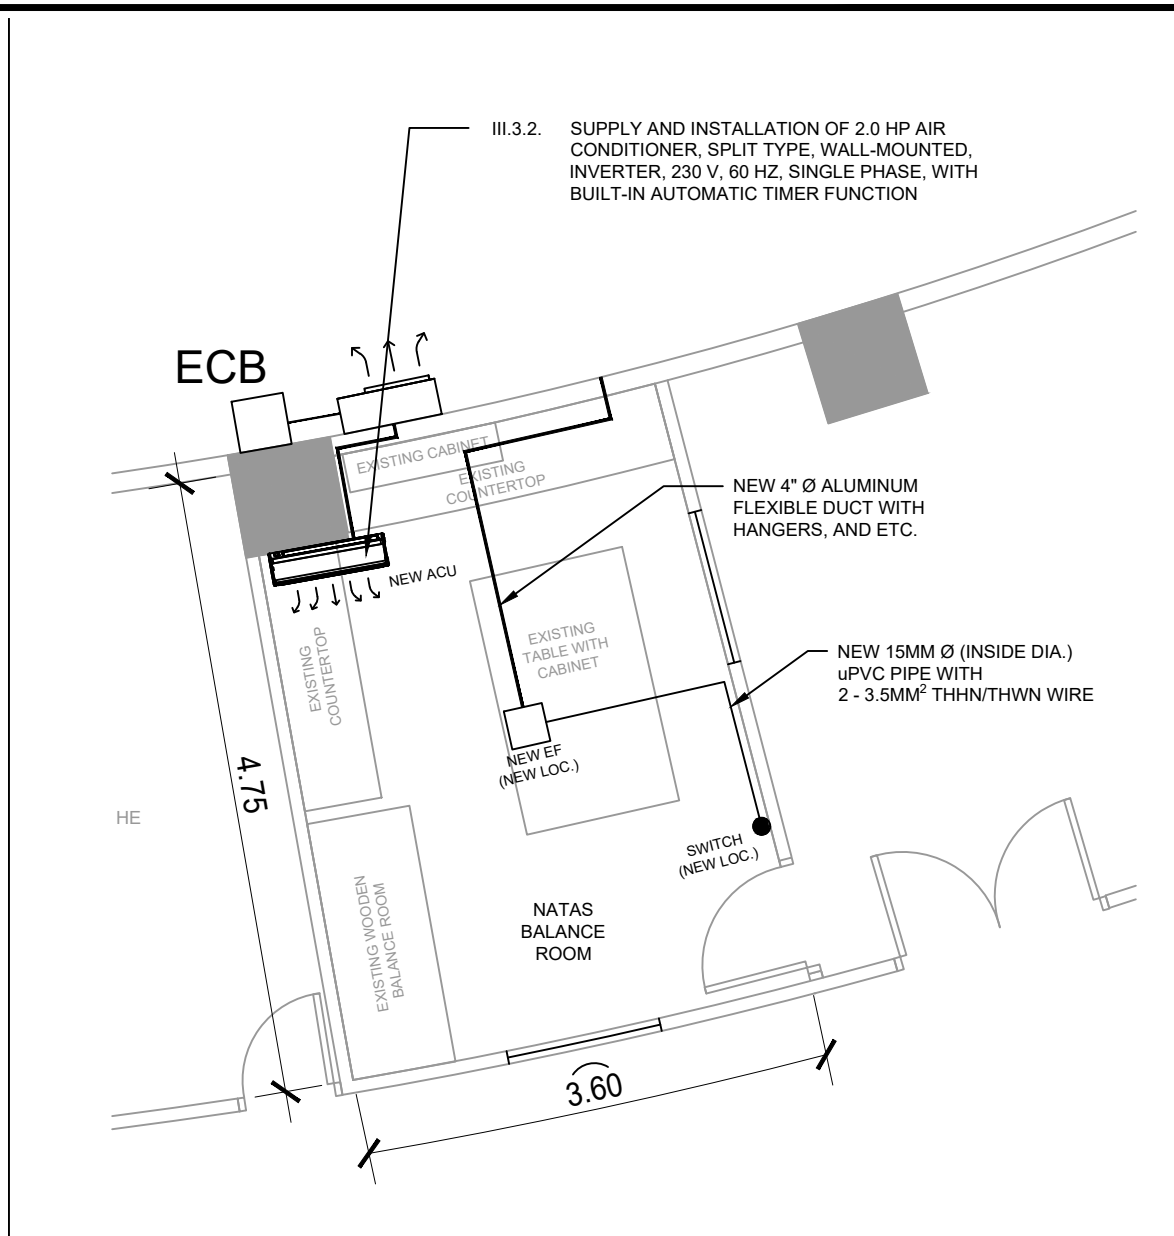 III.3.2. SUPPLY AND INSTALLATION OF 2.0 HP AIR
CONDITIONER, SPLIT TYPE, WALL-MOUNTED,
INVERTER, 230 V, 60 HZ, SINGLE PHASE, WITH
BUILT-IN AUTOMATIC TIMER FUNCTION
ECB
EXISTING CABINET
EXISTING
COUNTERTOP
NEW 4" Ø ALUMINUM
FLEXIBLE DUCT WITH
HANGERS, AND ETC.
NEW ACU
EXISTING
TABLE WITH
CABINET
EXISTING
COUNTERTOP
NEW 15MM Ø (INSIDE DIA.)
uPVC PIPE WITH
2 - 3.5MM² THHN/THWN WIRE
NEW EF
(NEW LOC.)
4.75
HE
SWITCH
(NEW LOC.)
EXISTING WOODEN
BALANCE ROOM
NATAS
BALANCE
ROOM
3.60